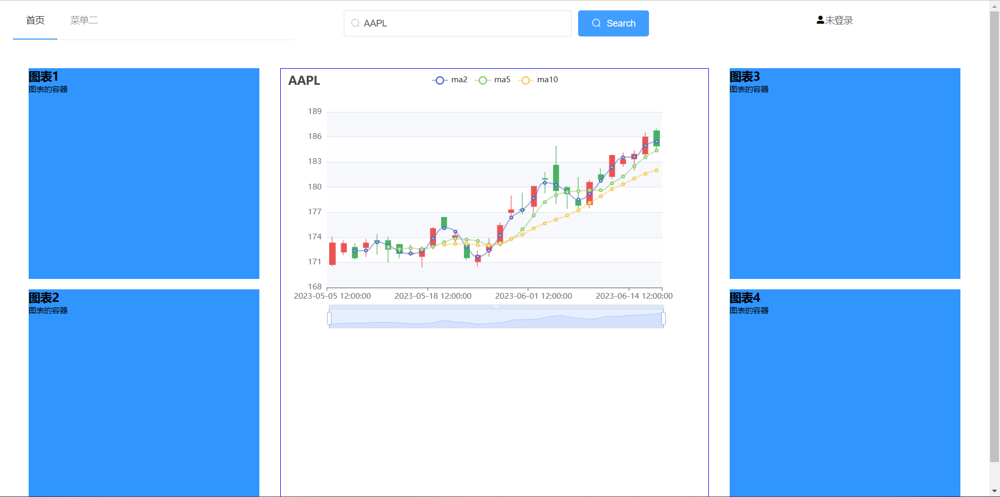 首页
菜单二
AAPL
Search
未登录
图表1
图表的容器
图表2
图表的容器
AAPL
ma2
ma5
ma10
189
186
183
180
177
174
171
168
2023-05-05 12:00:00
2023-05-18 12:00:00
2023-06-01 12:00:00
2023-06-14 12:00:00
图表3
图表的容器
图表4
图表的容器